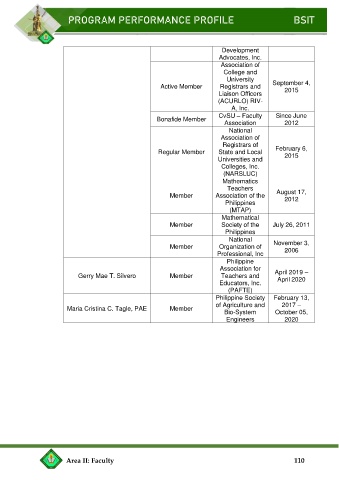 PROGRAM PERFORMANCE PROFILE BSIT
Development
Advocates, Inc.
Active Member
Association of
College and
University
Registrars and
Liaison Officers
(ACURLO) RIV-
A, Inc.
September 4,
2015
Bonafide Member
CvSU – Faculty
Association
Since June
2012
Regular Member
National
Association of
Registrars of
State and Local
Universities and
Colleges, Inc.
(NARSLUC)
February 6,
2015
Member
Mathematics
Teachers
Association of the
Philippines
(MTAP)
August 17,
2012
Member
Mathematical
Society of the
Philippines
July 26, 2011
Member
National
Organization of
Professional, Inc
November 3,
2006
Gerry Mae T. Silvero
Member
Philippine
Association for
Teachers and
Educators, Inc.
(PAFTE)
April 2019 –
April 2020
Maria Cristina C. Tagle, PAE
Member
Philippine Society
of Agriculture and
Bio-System
Engineers
February 13,
2017 –
October 05,
2020
Area II: Faculty 110